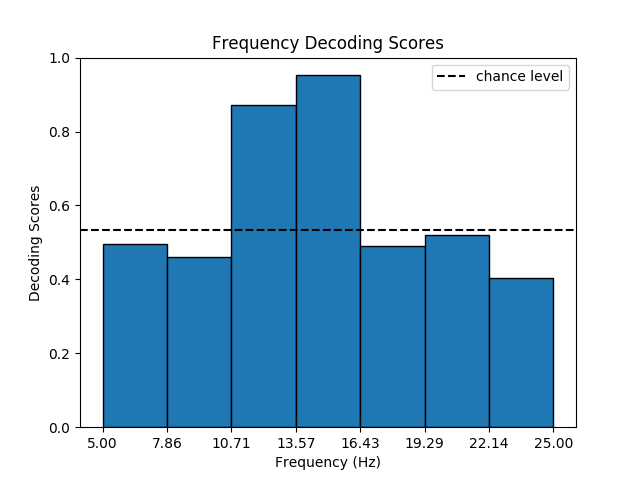 Frequency Decoding Scores
chance level
1.0
0.8
0.6
0.4
0.2
0.0
Decoding Scores
5.00 7.86 10.71 13.57 16.43 19.29 22.14 25.00
Frequency (Hz)